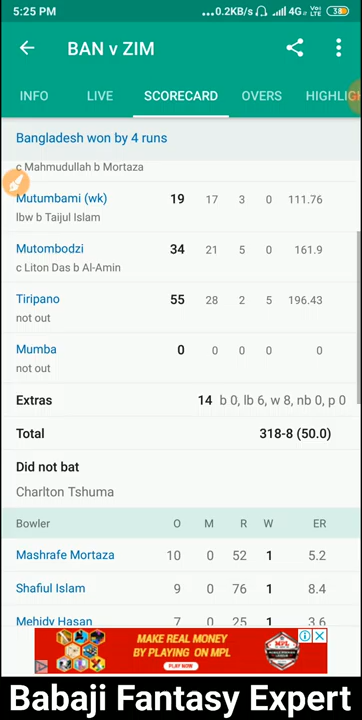 5:25 PM ...0.2KB/s 4G Vo) LTE 38
BAN v ZIM
INFO LIVE SCORECARD OVERS HIGHLIGH
Bangladesh won by 4 runs
c Mahmudullah b Mortaza
Mutumbami (wk) 19 17 3 0 111.76
lbw b Taijul Islam
Mutombodzi 34 21 5 0 161.9
c Liton Das b Al-Amin
Tiripano 55 28 2 5 196.43
not out
Mumba 0 0 0 0 0
not out
Extras 14 b 0, lb 6, w 8, nb 0, p 0
Total 318-8 (50.0)
Did not bat
Charlton Tshuma
Bowler O M R W ER
Mashrafe Mortaza 10 0 52 1 5.2
Shafiul Islam 9 0 76 1 8.4
Mehidy Hasan 7 0 25 1 3.6
MAKE REAL MONEY
BY PLAYING ON MPL
PLAY NOW
MPL
Babaji Fantasy Expert